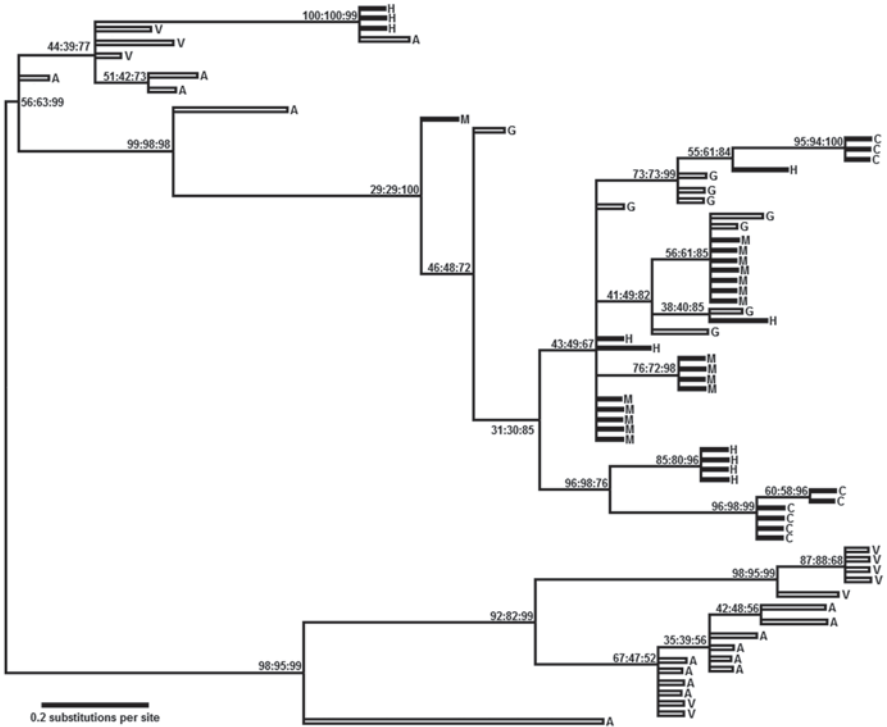 H
100:100:99 H
H
V
A
44:39:77 V
V
51:42:73 A
A
A
56:63:99
A
99:98:98
M
G
95:94:100 C
C
C
55:61:84
H
73:73:99 G
G
G
29:29:100
G
G
G
M
56:61:85 M
M
M
M
M
M
46:48:72
41:49:82
38:40:85 G
H
G
H
43:49:67 H
M
76:72:98 M
M
M
M
M
M
M
M
31:30:85
H
85:80:96 H
H
H
96:98:76
60:58:96 C
C
96:98:99 C
C
C
C
V
87:88:68 V
V
V
98:95:99
V
92:82:99
42:48:56 A
A
35:39:56 A
A
A
A
67:47:52 A
A
A
A
V
V
98:95:99
0.2 substitutions per site
A